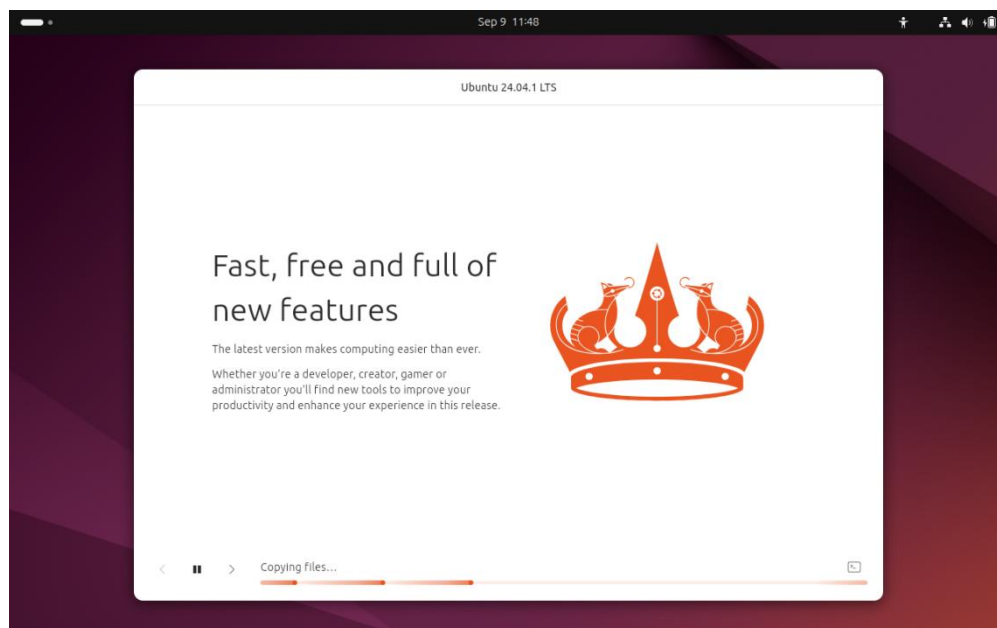 Sep 9 11:48
Ubuntu 24.04.1 LTS
Fast, free and full of
new features
The latest version makes computing easier than ever.
Whether you're a developer, creator, gamer or
administrator you'll find new tools to improve your
productivity and enhance your experience in this release.
Copying files...